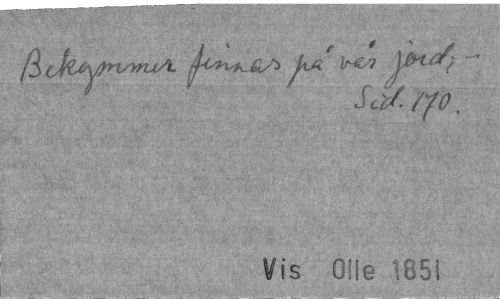 Bekymmer finnas på vår jord; –
Sid. 170.
Vis Olle 1851